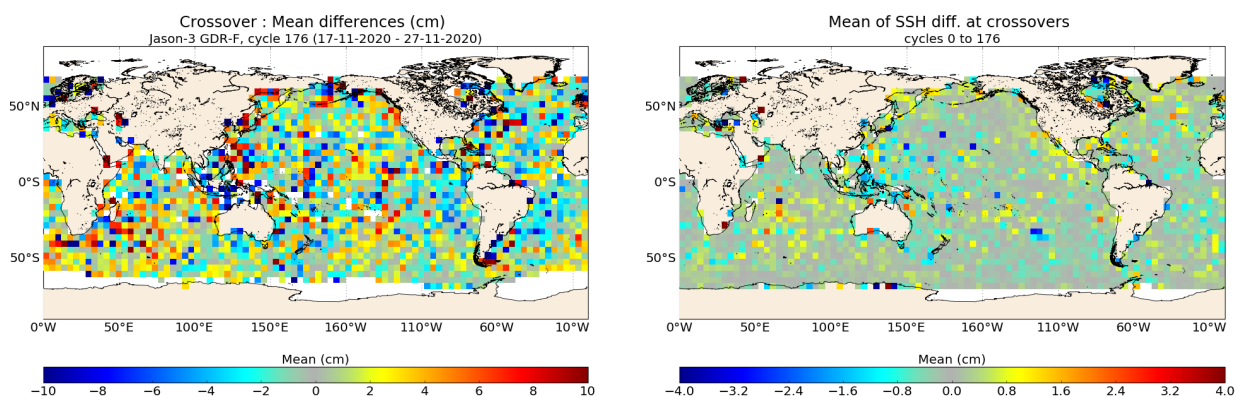 Crossover : Mean differences (cm)
Jason-3 GDR-F, cycle 176 (17-11-2020 - 27-11-2020)
50°N
0°S
50°S
0°W 50°E 100°E 150°E 160°W 110°W 60°W 10°W
Mean (cm)
−10 −8 −6 −4 −2 0 2 4 6 8 10
Mean of SSH diff. at crossovers
cycles 0 to 176
50°N
0°S
50°S
0°W 50°E 100°E 150°E 160°W 110°W 60°W 10°W
Mean (cm)
−4.0 −3.2 −2.4 −1.6 −0.8 0.0 0.8 1.6 2.4 3.2 4.0